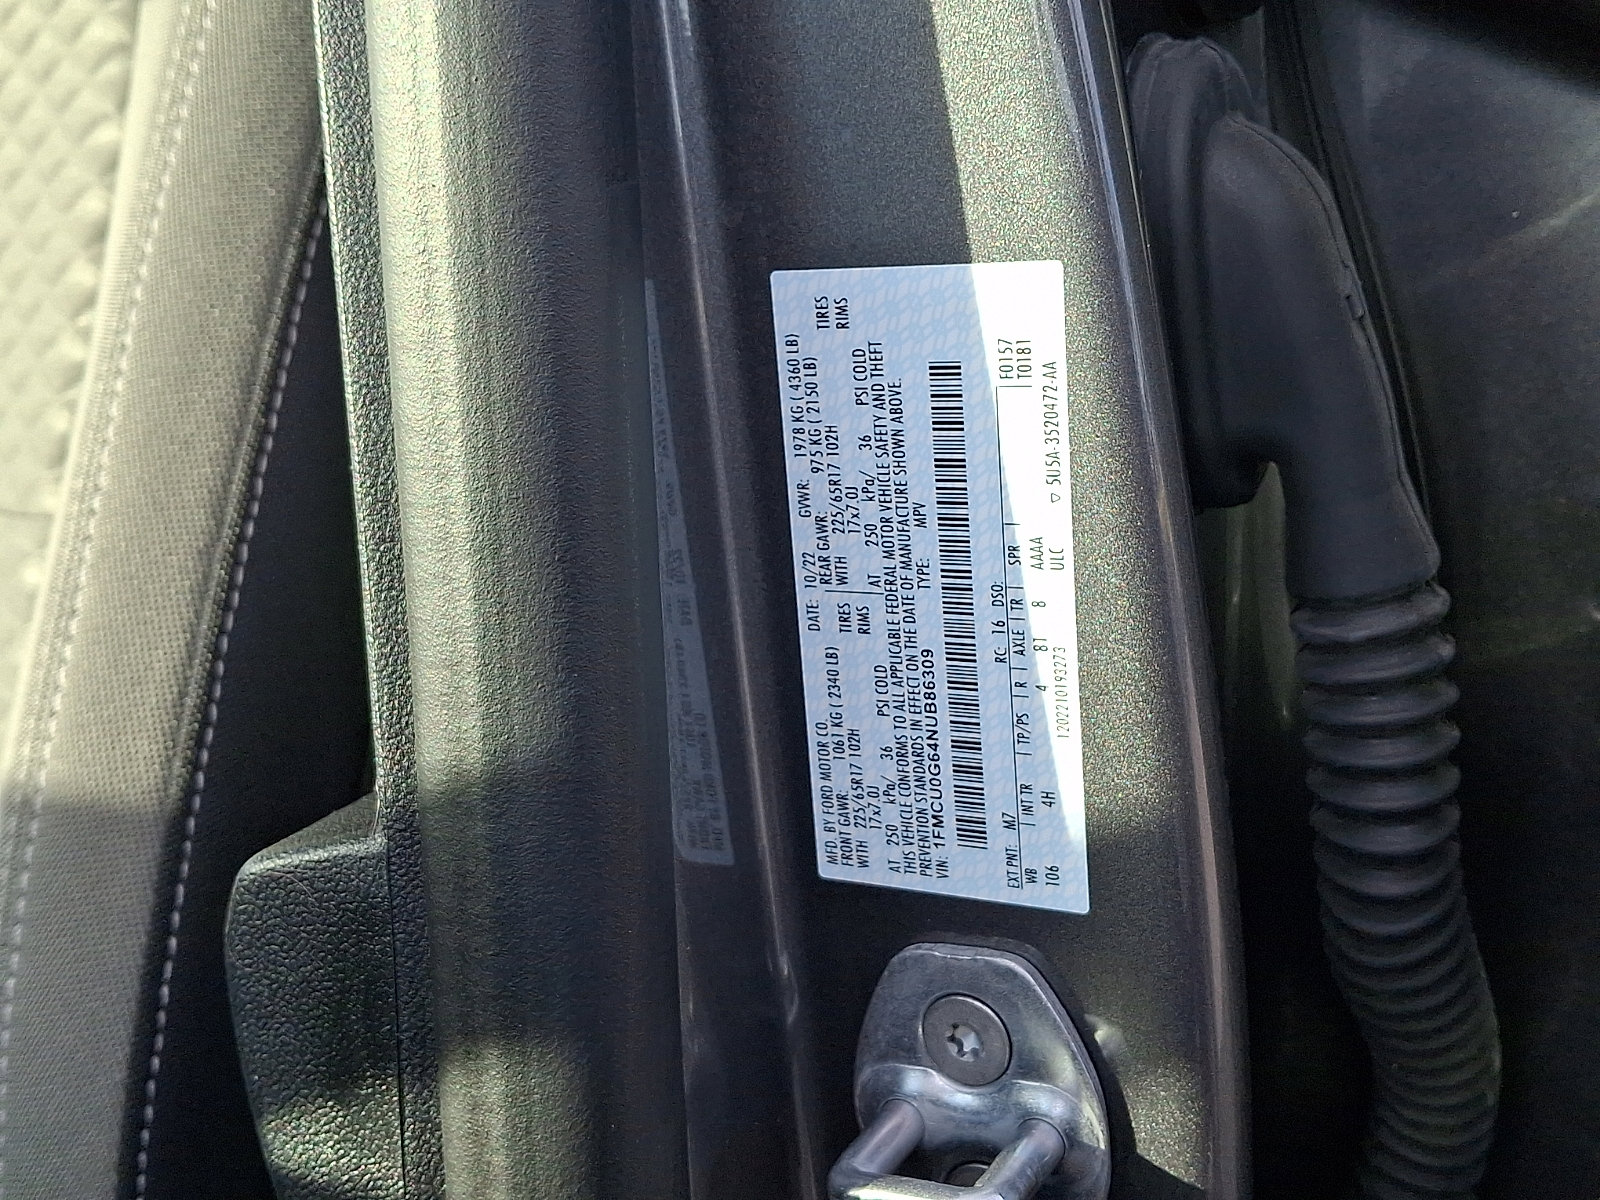 MFD. BY FORD MOTOR CO.
DATE: 10/22
GVWR: 1978 KG ( 4360 LB)
FRONT GAWR: 1061 KG ( 2340 LB)
REAR GAWR: 975 KG ( 2150 LB)
WITH 225/65R17 102H TIRES
WITH 225/65R17 102H TIRES
17x7.0J RIMS
17x7.0J RIMS
AT 250 kPa/ 36 PSI COLD
AT 250 kPa/ 36 PSI COLD
THIS VEHICLE CONFORMS TO ALL APPLICABLE FEDERAL MOTOR VEHICLE SAFETY AND THEFT
PREVENTION STANDARDS IN EFFECT ON THE DATE OF MANUFACTURE SHOWN ABOVE.
VIN: 1FMCU0G64NUB86309
TYPE: MPV
EXT PNT: M7 RC: 16 DSO: F0157
WB INT TR TP/PS R AXLE TR SPR T0181
106 4H 4 81 8 AAAA
1202210193273 ULC ▽ 5U5A-3520472-AA